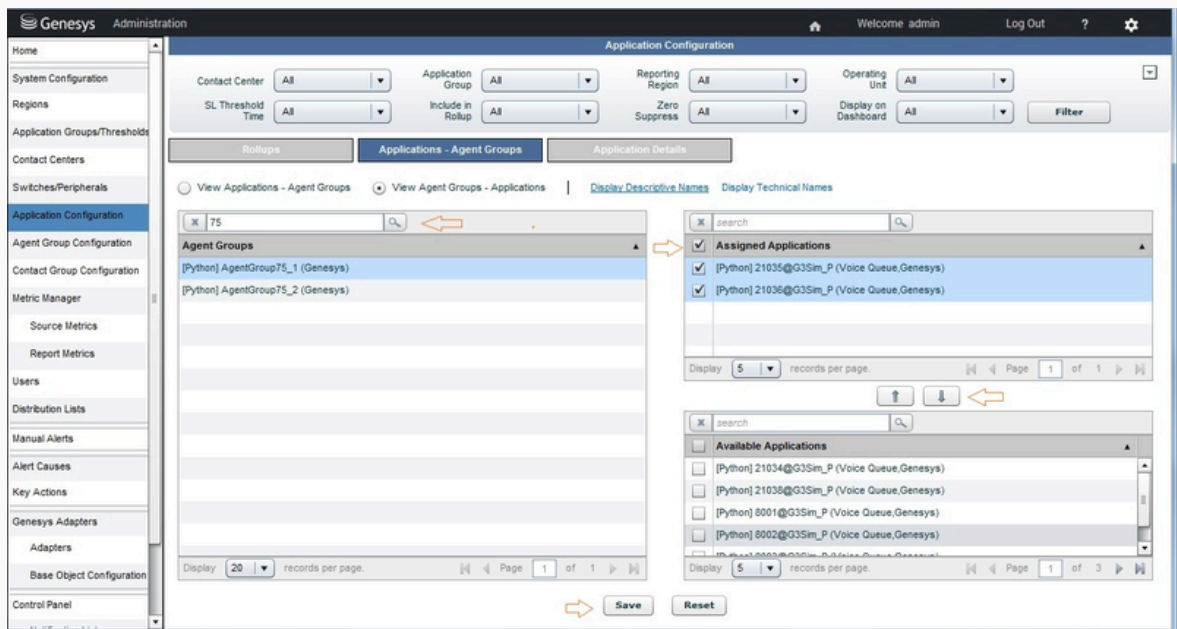 Genesys Administration Welcome admin Log Out ?
Home
System Configuration
Regions
Application Groups/Thresholds
Contact Centers
Switches/Peripherals
Application Configuration
Agent Group Configuration
Contact Group Configuration
Metric Manager
Source Metrics
Report Metrics
Users
Distribution Lists
Manual Alerts
Alert Causes
Key Actions
Genesys Adapters
Adapters
Base Object Configuration
Control Panel
Application Configuration
Contact Center All Application Group All Reporting Region All Operating Unit All
SL Threshold Time All Include in Rollup All Zero Suppress All Display on Dashboard All Filter
Rollups Applications - Agent Groups Application Details
View Applications - Agent Groups View Agent Groups - Applications | Display Descriptive Names Display Technical Names
x 75
Agent Groups
[Python] AgentGroup75_1 (Genesys)
[Python] AgentGroup75_2 (Genesys)
Display 20 records per page. Page 1 of 1
x search
Assigned Applications
[Python] 21035@G3Sim_P (Voice Queue,Genesys)
[Python] 21036@G3Sim_P (Voice Queue,Genesys)
Display 5 records per page. Page 1 of 1
x search
Available Applications
[Python] 21034@G3Sim_P (Voice Queue,Genesys)
[Python] 21038@G3Sim_P (Voice Queue,Genesys)
[Python] 8001@G3Sim_P (Voice Queue,Genesys)
[Python] 8002@G3Sim_P (Voice Queue,Genesys)
Display 5 records per page. Page 1 of 3
Save Reset